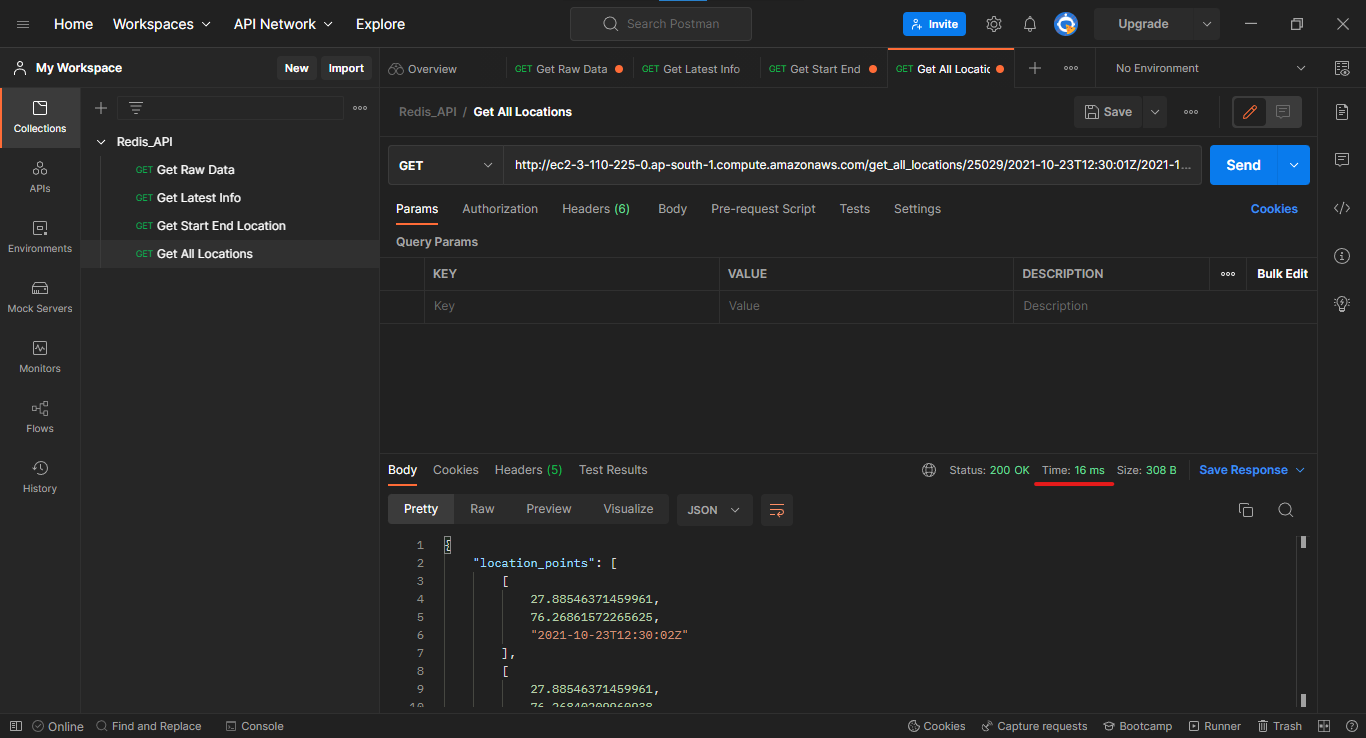 Home Workspaces API Network Explore Search Postman Invite Upgrade
My Workspace New Import
Overview GET Get Raw Data GET Get Latest Info GET Get Start End GET Get All Locatic No Environment
Collections
APIs
Environments
Mock Servers
Monitors
Flows
History
Redis_API
GET Get Raw Data
GET Get Latest Info
GET Get Start End Location
GET Get All Locations
Redis_API / Get All Locations Save
GET http://ec2-3-110-225-0.ap-south-1.compute.amazonaws.com/get_all_locations/25029/2021-10-23T12:30:01Z/2021-1... Send
Params Authorization Headers (6) Body Pre-request Script Tests Settings Cookies
Query Params
KEY VALUE DESCRIPTION Bulk Edit
Key Value Description
Body Cookies Headers (5) Test Results Status: 200 OK Time: 16 ms Size: 308 B Save Response
Pretty Raw Preview Visualize JSON
1 {
2 "location_points": [
3 [
4 27.88546371459961,
5 76.26861572265625,
6 "2021-10-23T12:30:02Z"
7 ],
8 [
9 27.88546371459961,
10 76.26840209960938
Online Find and Replace Console Cookies Capture requests Bootcamp Runner Trash